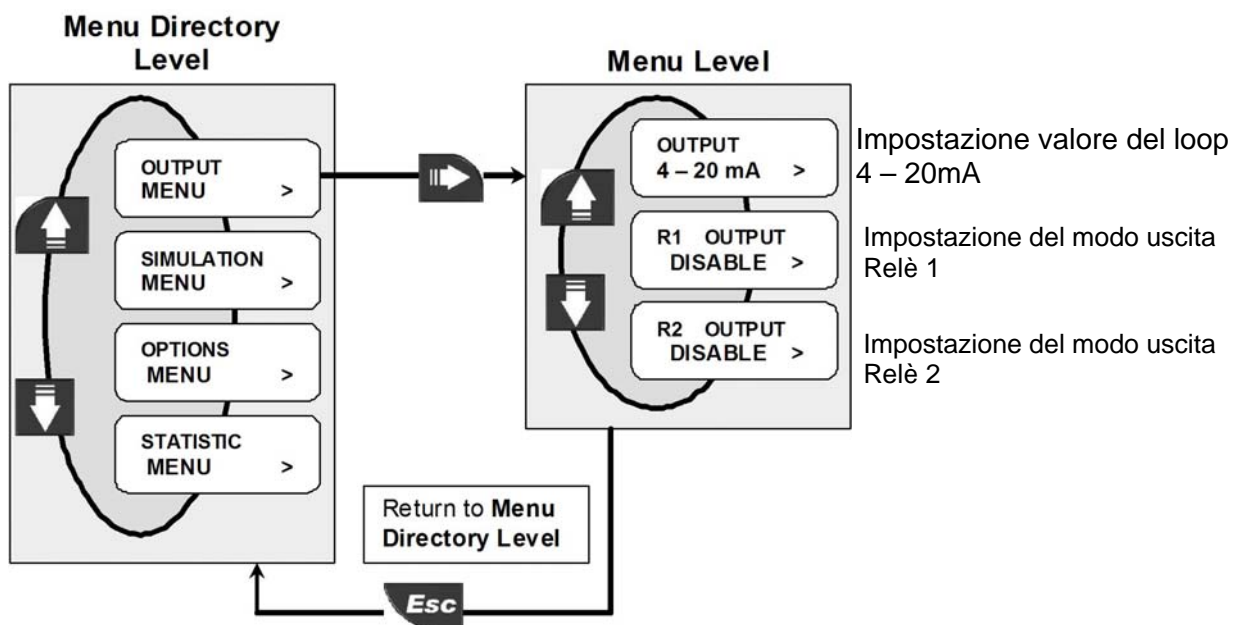 Menu Directory
Level
OUTPUT
MENU >
SIMULATION
MENU >
OPTIONS
MENU >
STATISTIC
MENU >
Menu Level
OUTPUT
4 – 20 mA >
R1 OUTPUT
DISABLE >
R2 OUTPUT
DISABLE >
Impostazione valore del loop
4 – 20mA
Impostazione del modo uscita
Relè 1
Impostazione del modo uscita
Relè 2
Return to Menu
Directory Level
Esc